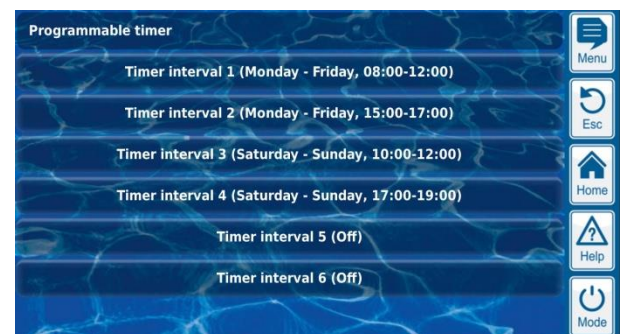 Programmable timer
Timer interval 1 (Monday - Friday, 08:00-12:00)
Timer interval 2 (Monday - Friday, 15:00-17:00)
Timer interval 3 (Saturday - Sunday, 10:00-12:00)
Timer interval 4 (Saturday - Sunday, 17:00-19:00)
Timer interval 5 (Off)
Timer interval 6 (Off)
Menu
Esc
Home
?
Help
Mode